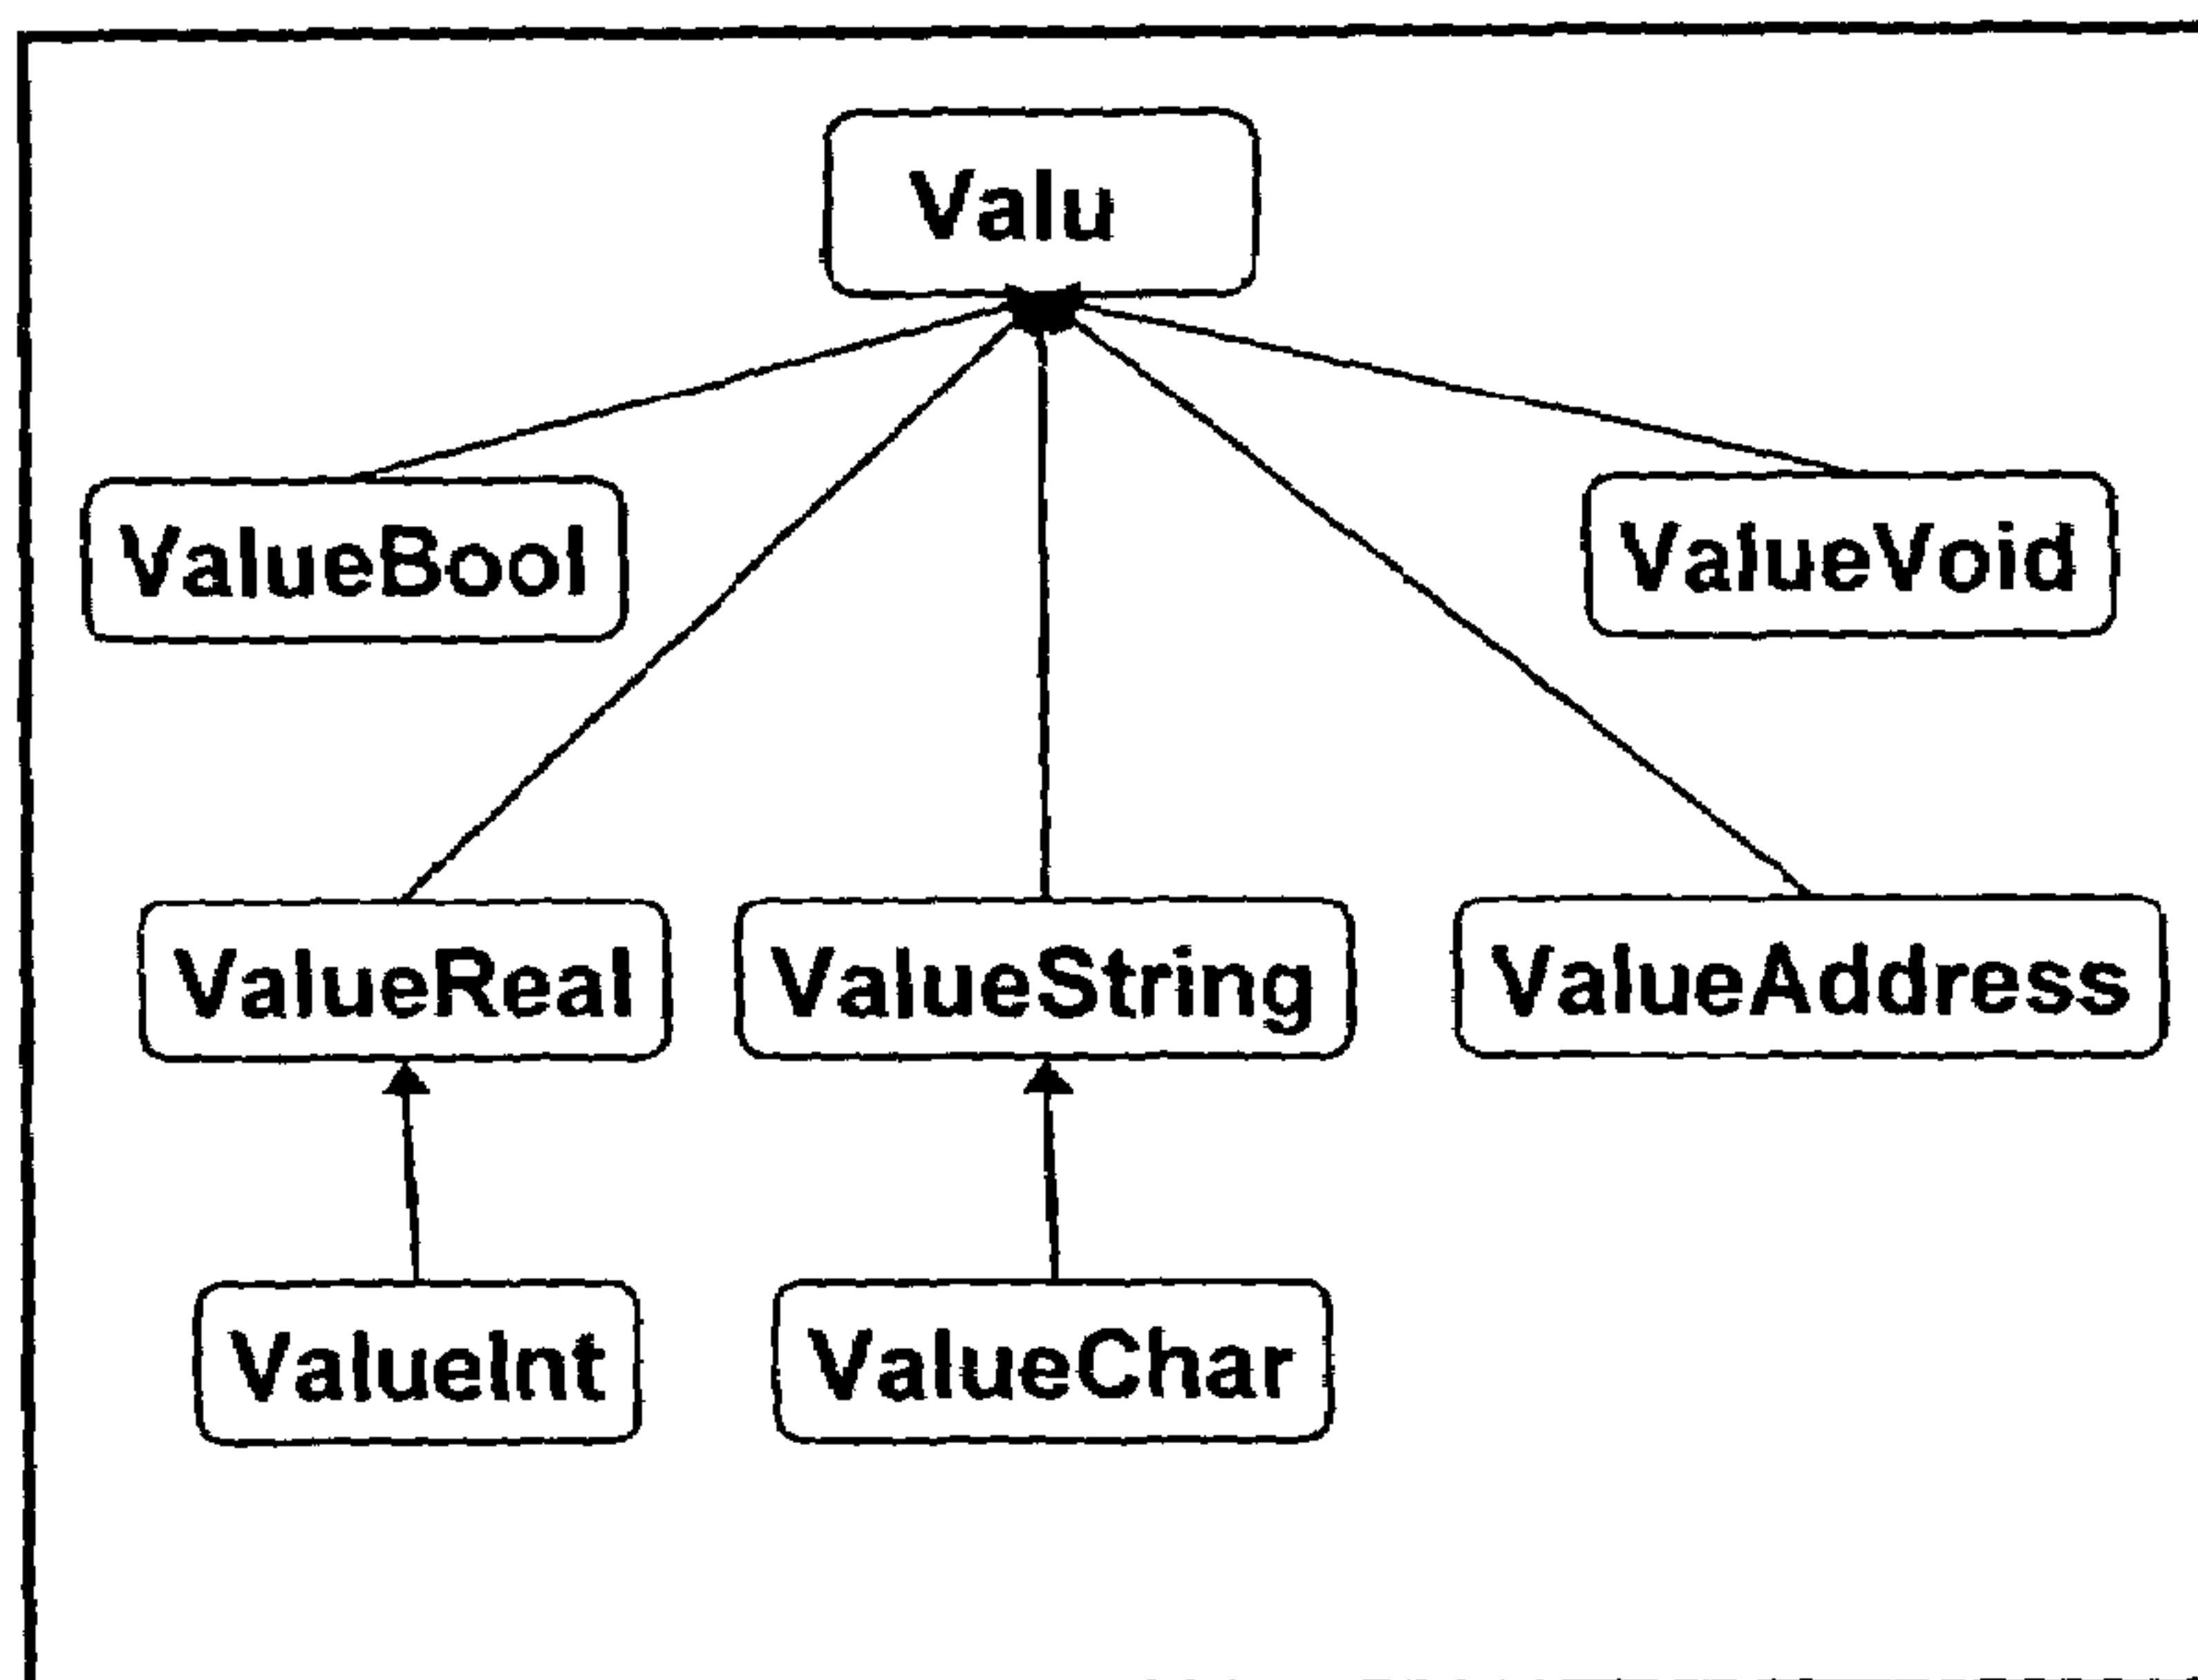 Valu
ValueBool
ValueVoid
ValueReal
ValueString
ValueAddress
ValueInt
ValueChar